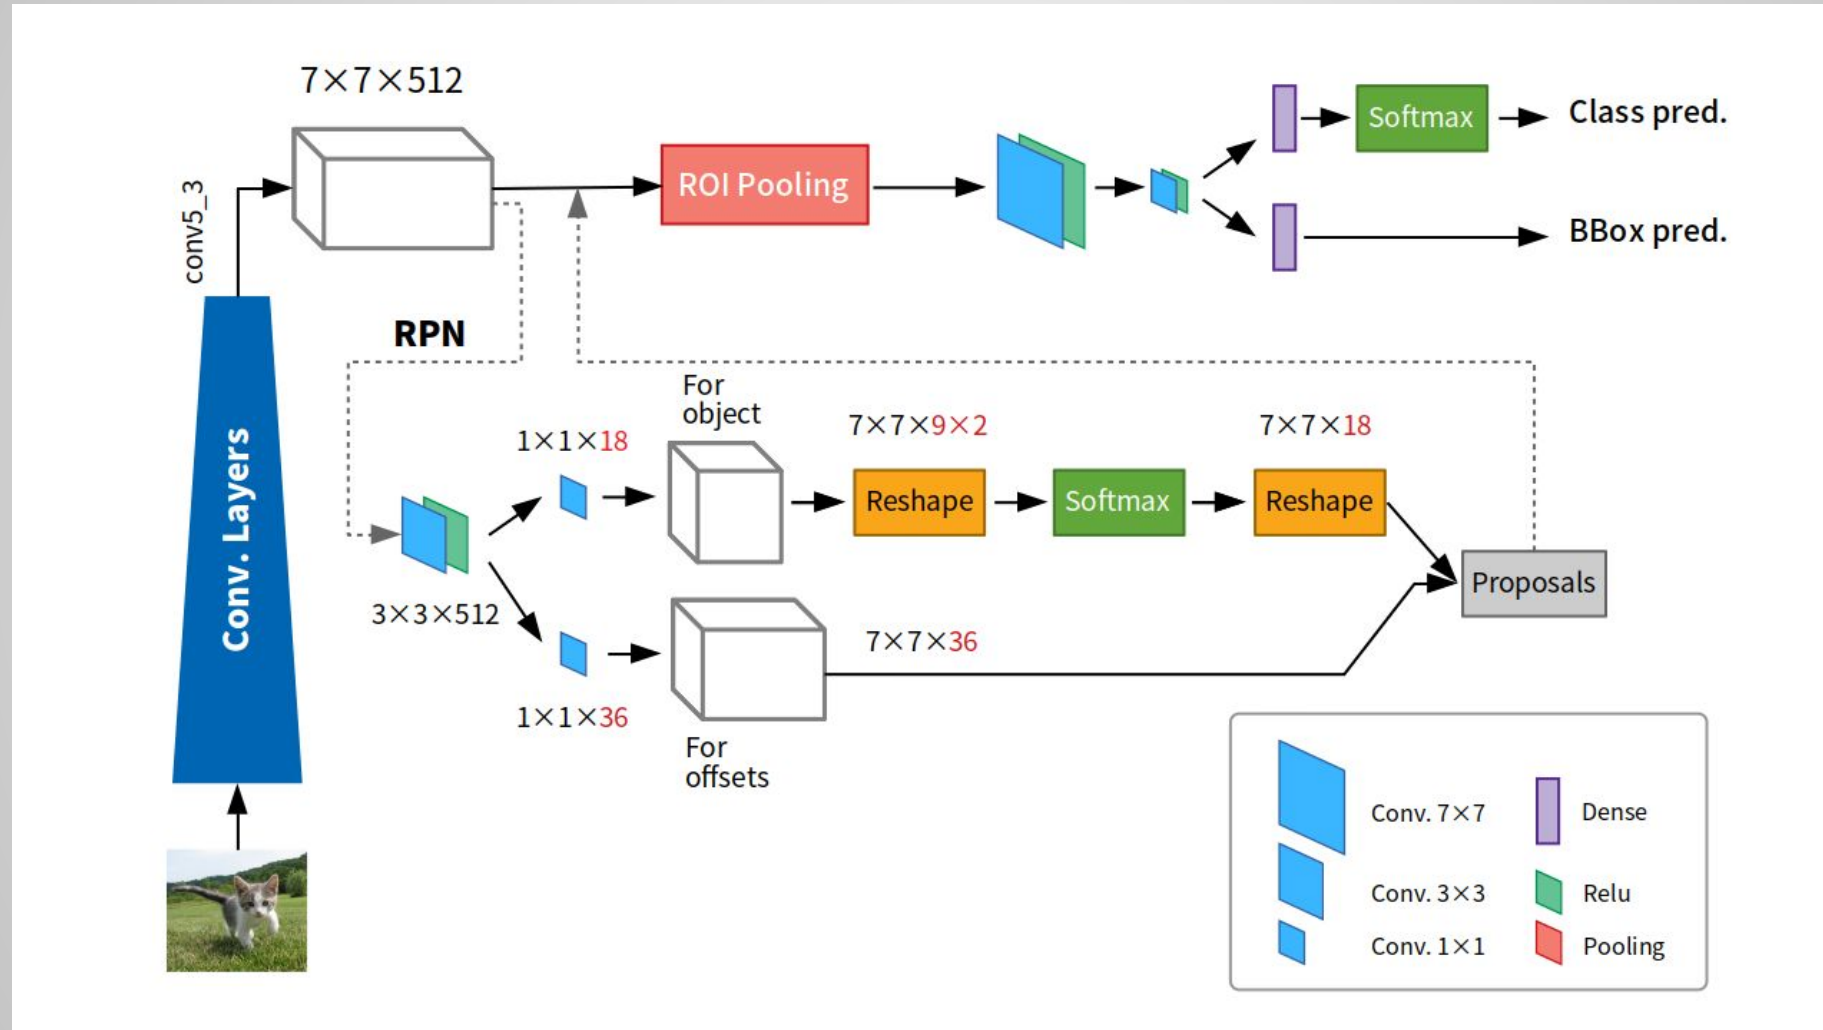 7×7×512
conv5_3
Conv. Layers
ROI Pooling
Softmax
Class pred.
BBox pred.
RPN
For
object
1×1×18
7×7×9×2
7×7×18
Reshape
Softmax
Reshape
Proposals
3×3×512
7×7×36
1×1×36
For
offsets
Conv. 7×7
Dense
Conv. 3×3
Relu
Conv. 1×1
Pooling